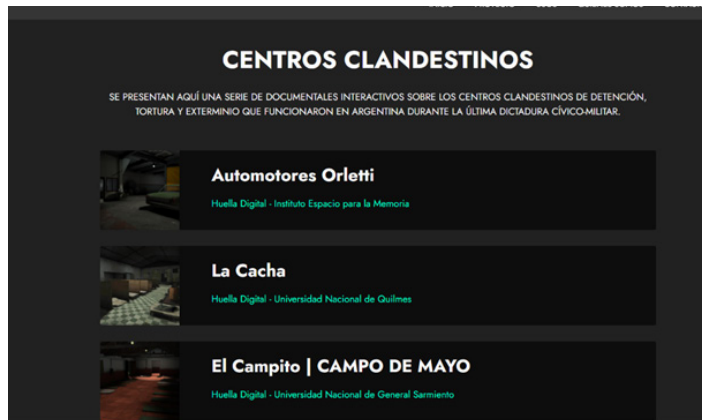 CENTROS CLANDESTINOS
SE PRESENTAN AQUÍ UNA SERIE DE DOCUMENTALES INTERACTIVOS SOBRE LOS CENTROS CLANDESTINOS DE DETENCIÓN,
TORTURA Y EXTERMINIO QUE FUNCIONARON EN ARGENTINA DURANTE LA ÚLTIMA DICTADURA CÍVICO-MILITAR.
Automotores Orletti
Huella Digital - Instituto Espacio para la Memoria
La Cacha
Huella Digital - Universidad Nacional de Quilmes
El Campito | CAMPO DE MAYO
Huella Digital - Universidad Nacional de General Sarmiento